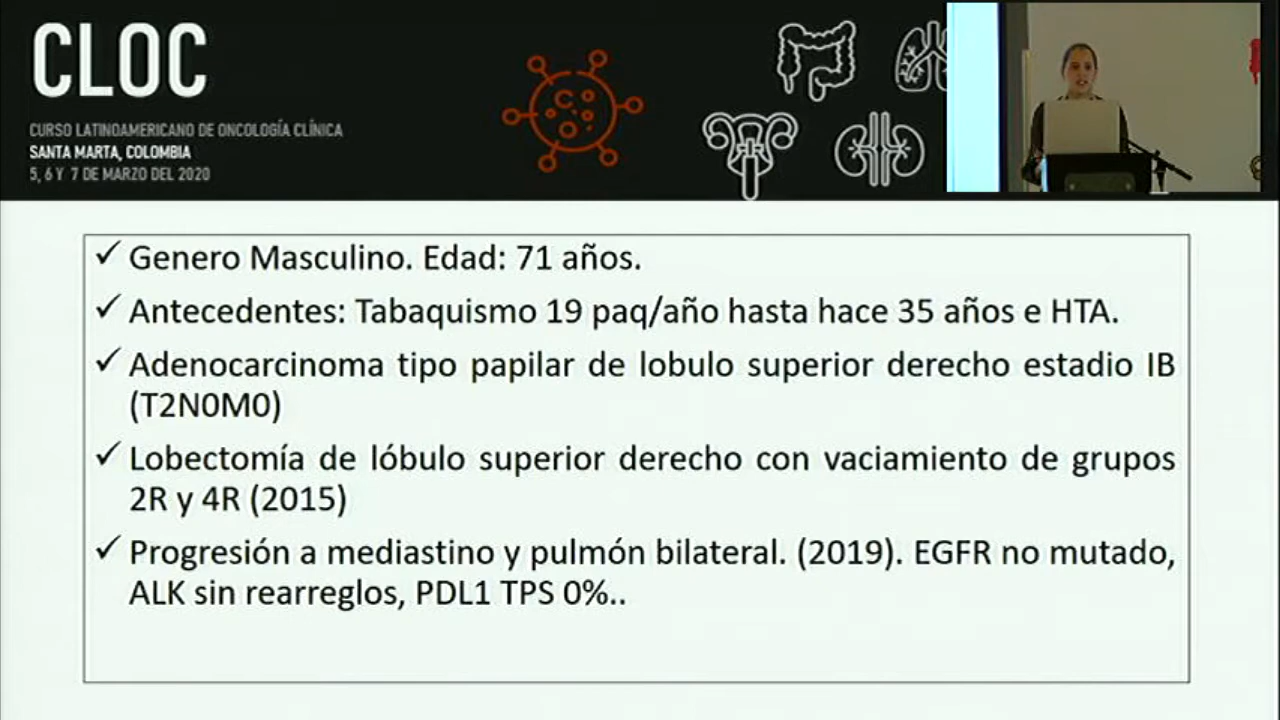 CLOC
CURSO LATINOAMERICANO DE ONCOLOGÍA CLÍNICA
SANTA MARTA, COLOMBIA
5, 6 Y 7 DE MARZO DEL 2020
✓ Genero Masculino. Edad: 71 años.
✓ Antecedentes: Tabaquismo 19 paq/año hasta hace 35 años e HTA.
✓ Adenocarcinoma tipo papilar de lobulo superior derecho estadio IB
(T2N0M0)
✓ Lobectomía de lóbulo superior derecho con vaciamiento de grupos
2R y 4R (2015)
✓ Progresión a mediastino y pulmón bilateral. (2019). EGFR no mutado,
ALK sin rearreglos, PDL1 TPS 0%..